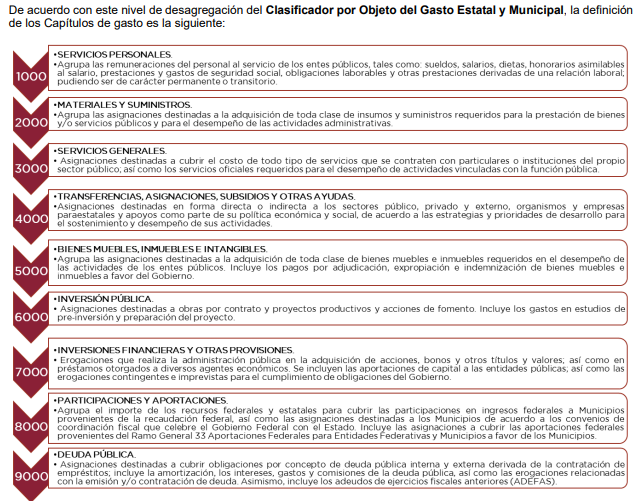 De acuerdo con este nivel de desagregación del Clasificador por Objeto del Gasto Estatal y Municipal, la definición
de los Capítulos de gasto es la siguiente:
1000
•SERVICIOS PERSONALES.
•Agrupa las remuneraciones del personal al servicio de los entes públicos, tales como: sueldos, salarios, dietas, honorarios asimilables
al salario, prestaciones y gastos de seguridad social, obligaciones laborales y otras prestaciones derivadas de una relación laboral;
pudiendo ser de carácter permanente o transitorio.
2000
•MATERIALES Y SUMINISTROS.
•Agrupa las asignaciones destinadas a la adquisición de toda clase de insumos y suministros requeridos para la prestación de bienes
y/o servicios públicos y para el desempeño de las actividades administrativas.
3000
•SERVICIOS GENERALES.
• Asignaciones destinadas a cubrir el costo de todo tipo de servicios que se contraten con particulares o instituciones del propio
sector público; así como los servicios oficiales requeridos para el desempeño de actividades vinculadas con la función pública.
4000
•TRANSFERENCIAS, ASIGNACIONES, SUBSIDIOS Y OTRAS AYUDAS.
•Asignaciones destinadas en forma directa o indirecta a los sectores público, privado y externo, organismos y empresas
paraestatales y apoyos como parte de su política económica y social, de acuerdo a las estrategias y prioridades de desarrollo para
el sostenimiento y desempeño de sus actividades.
5000
•BIENES MUEBLES, INMUEBLES E INTANGIBLES.
•Agrupa las asignaciones destinadas a la adquisición de toda clase de bienes muebles e inmuebles requeridos en el desempeño de
las actividades de los entes públicos. Incluye los pagos por adjudicación, expropiación e indemnización de bienes muebles e
inmuebles a favor del Gobierno.
6000
•INVERSIÓN PÚBLICA.
• Asignaciones destinadas a obras por contrato y proyectos productivos y acciones de fomento. Incluye los gastos en estudios de
pre-inversión y preparación del proyecto.
7000
•INVERSIONES FINANCIERAS Y OTRAS PROVISIONES.
• Erogaciones que realiza la administración pública en la adquisición de acciones, bonos y otros títulos y valores; así como en
préstamos otorgados a diversos agentes económicos. Se incluyen las aportaciones de capital a las entidades públicas; así como las
erogaciones contingentes e imprevistas para el cumplimiento de obligaciones del Gobierno.
8000
•PARTICIPACIONES Y APORTACIONES.
•Agrupa el importe de los recursos federales y estatales para cubrir las participaciones en ingresos federales a Municipios
provenientes de la recaudación federal, así como las asignaciones destinadas a los Municipios de acuerdo a los convenios de
coordinación fiscal que celebre el Gobierno Federal con el Estado. Incluye las asignaciones a cubrir las aportaciones federales
provenientes del Ramo General 33 Aportaciones Federales para Entidades Federativas y Municipios a favor de los Municipios.
9000
•DEUDA PÚBLICA.
• Asignaciones destinadas a cubrir obligaciones por concepto de deuda pública interna y externa derivada de la contratación de
empréstitos; incluye la amortización, los intereses, gastos y comisiones de la deuda pública, así como las erogaciones relacionadas
con la emisión y/o contratación de deuda. Asimismo, incluye los adeudos de ejercicios fiscales anteriores (ADEFAS).